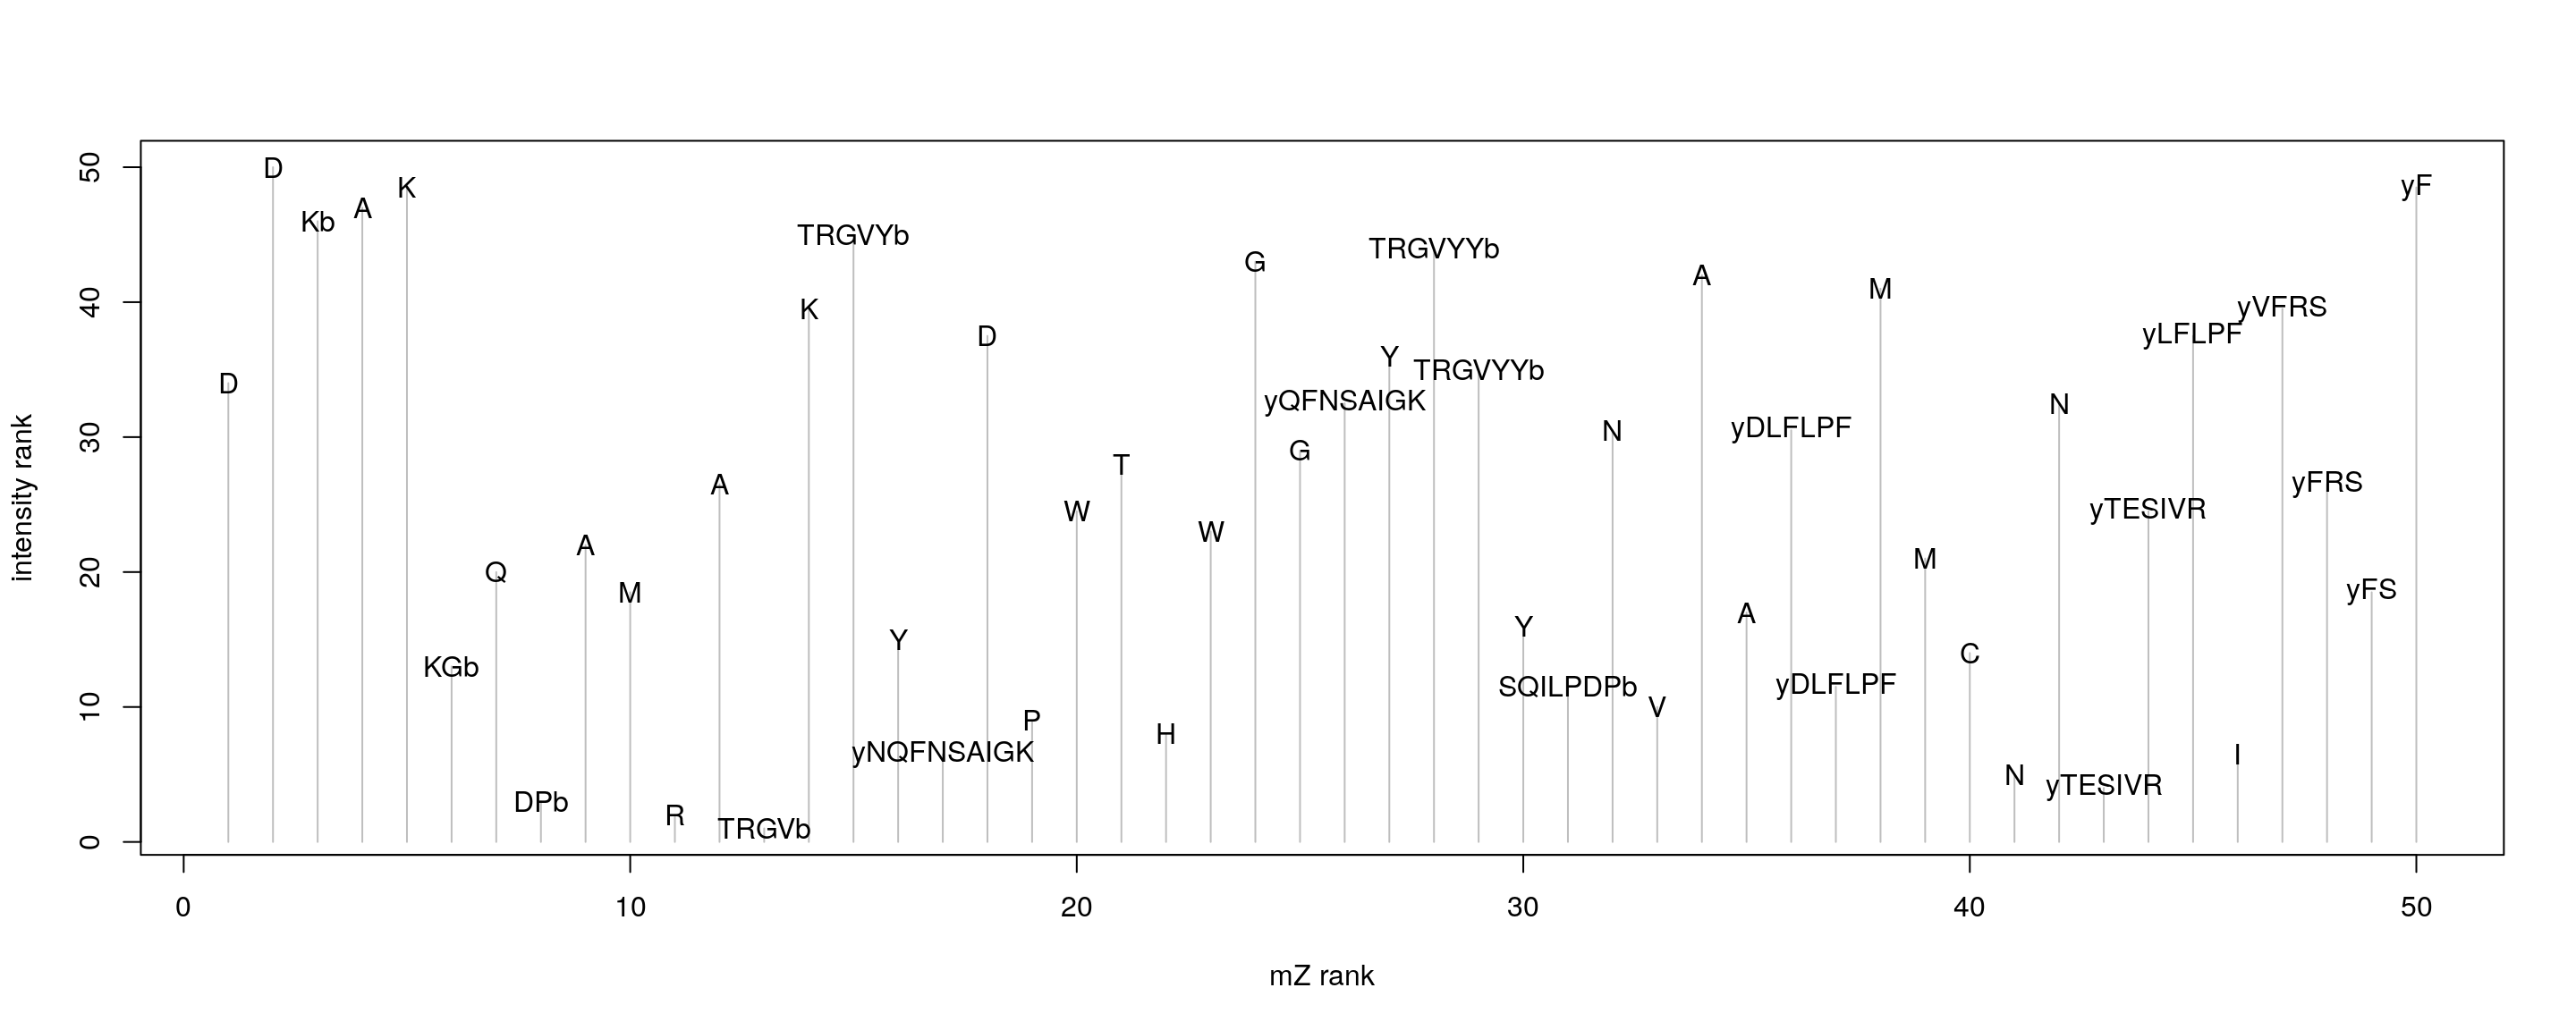 50
D
yF
K
A
Kb
TRGVYb
TRGVYYb
G
A
M
40
K
yVFRS
D
yLFLPF
Y
TRGVYYb
D
yQFNSAIGK
N
30
N
yDLFLPF
G
T
A
yFRS
W
yTESIVR
W
A
M
20
Q
M
yFS
A
Y
Y
C
KGb
SQILPDPb
yDLFLPF
10
V
P
H
yNQFNSAIGK
I
N
yTESIVR
DPb
R
TRGVb
0
intensity rank
0 10 20 30 40 50
mZ rank